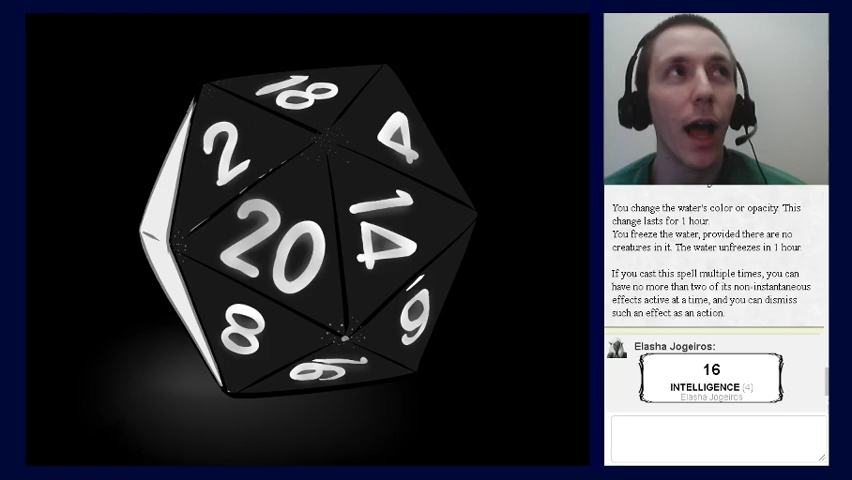 18
2
4
20
14
8
9
16
You change the water's color or opacity. This
change lasts for 1 hour.
You freeze the water, provided there are no
creatures in it. The water unfreezes in 1 hour.
If you cast this spell multiple times, you can
have no more than two of its non-instantaneous
effects active at a time, and you can dismiss
such an effect as an action.
Elasha Jogeiros:
16
INTELLIGENCE (4)
Elasha Jogeiros